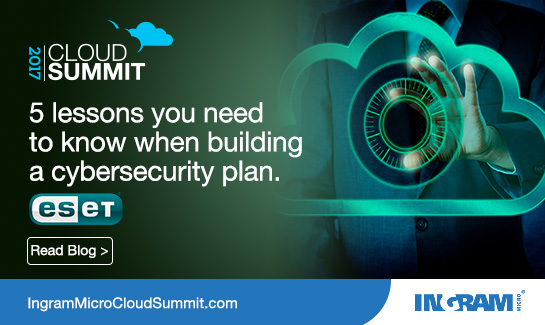 2017
CLOUD
SUMMIT
5 lessons you need
to know when building
a cybersecurity plan.
eseT
Read Blog >
IngramMicroCloudSummit.com
INGRAM
MICRO
®